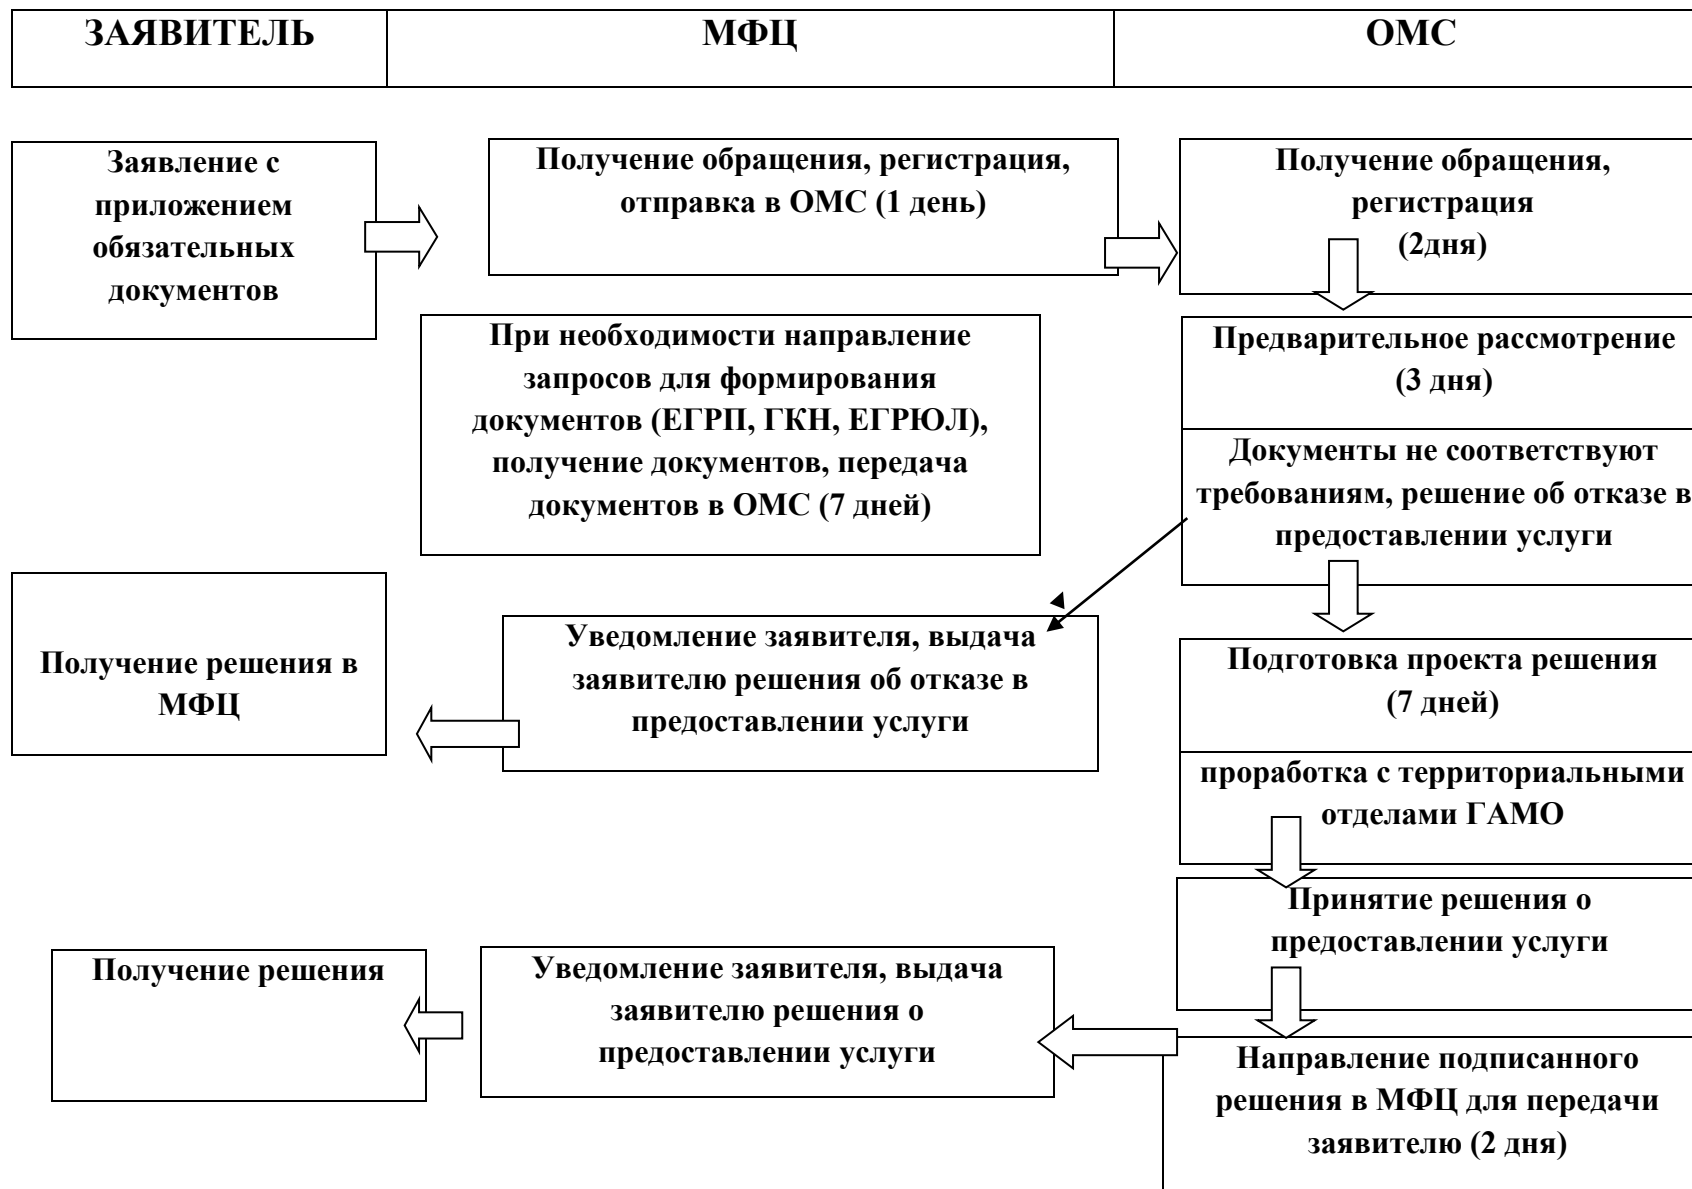 ЗАЯВИТЕЛЬ
МФЦ
ОМС
Заявление с
приложением
обязательных
документов
Получение обращения, регистрация,
отправка в ОМС (1 день)
Получение обращения,
регистрация
(2дня)
При необходимости направление
запросов для формирования
документов (ЕГРП, ГКН, ЕГРЮЛ),
получение документов, передача
документов в ОМС (7 дней)
Предварительное рассмотрение
(3 дня)
Документы не соответствуют
требованиям, решение об отказе в
предоставлении услуги
Получение решения в
МФЦ
Уведомление заявителя, выдача
заявителю решения об отказе в
предоставлении услуги
Подготовка проекта решения
(7 дней)
проработка с территориальными
отделами ГАМО
Принятие решения о
предоставлении услуги
Получение решения
Уведомление заявителя, выдача
заявителю решения о
предоставлении услуги
Направление подписанного
решения в МФЦ для передачи
заявителю (2 дня)